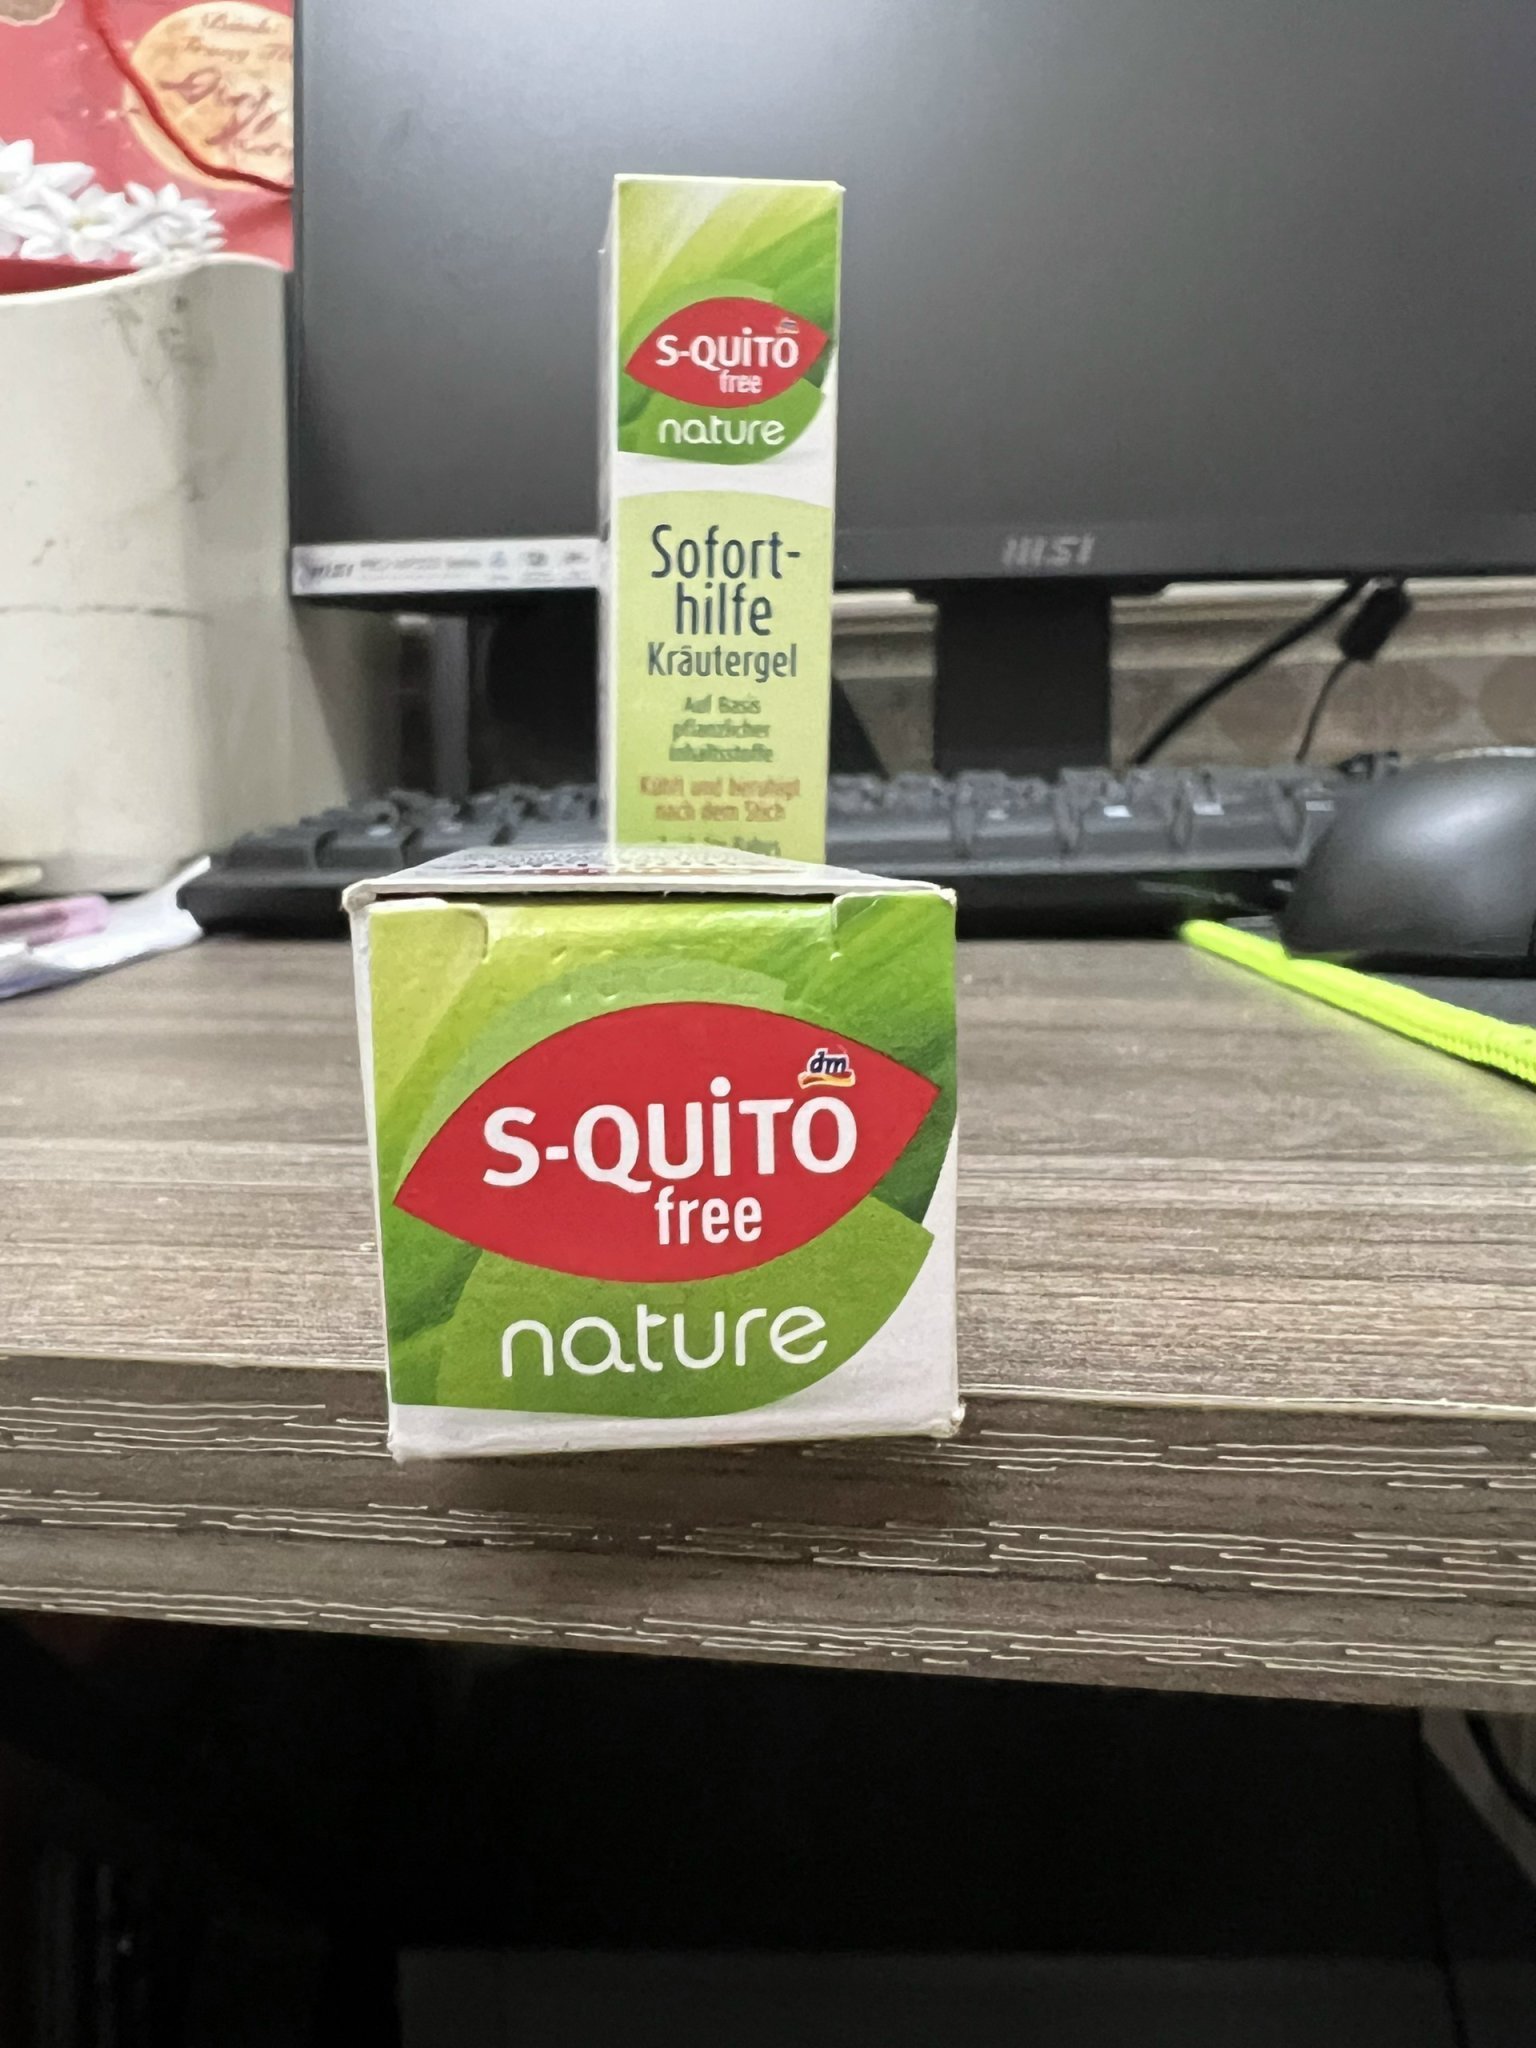 S-QUiTO
free
nature
Sofort-
hilfe
Kräutergel
Auf Basis
pflanzlicher
Inhaltsstoffe
Kühlt und beruhigt
nach dem Stich
msi
msi
dm
S-QUiTO
free
nature